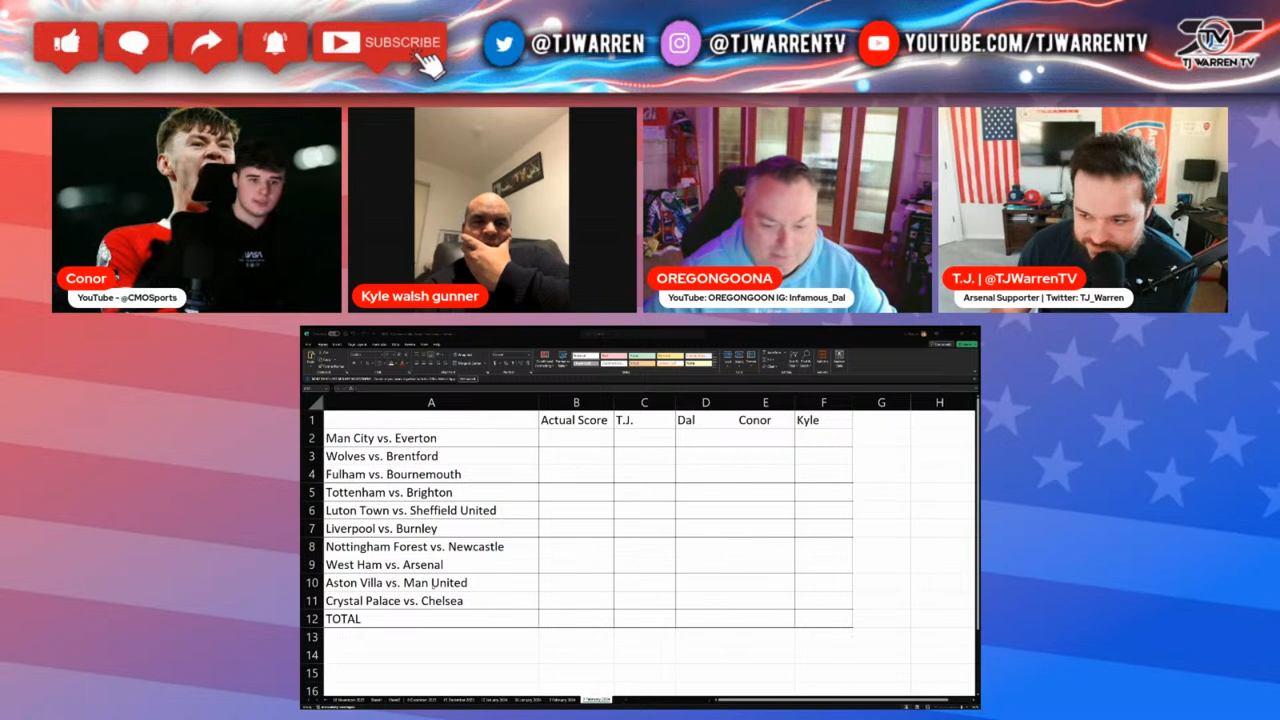 SUBSCRIBE
@TJWARREN
@TJWARRENTV
YOUTUBE.COM/TJWARRENTV
TV
TJ WARREN TV
Conor
YouTube - @CMOSports
Kyle walsh gunner
OREGONGOONA
YouTube: OREGONGOON IG: Infamous_Dal
T.J. | @TJWarrenTV
Arsenal Supporter | Twitter: TJ_Warren
A B C D E F G H
1 Actual Score T.J. Dal Conor Kyle
2 Man City vs. Everton
3 Wolves vs. Brentford
4 Fulham vs. Bournemouth
5 Tottenham vs. Brighton
6 Luton Town vs. Sheffield United
7 Liverpool vs. Burnley
8 Nottingham Forest vs. Newcastle
9 West Ham vs. Arsenal
10 Aston Villa vs. Man United
11 Crystal Palace vs. Chelsea
12 TOTAL
13
14
15
16